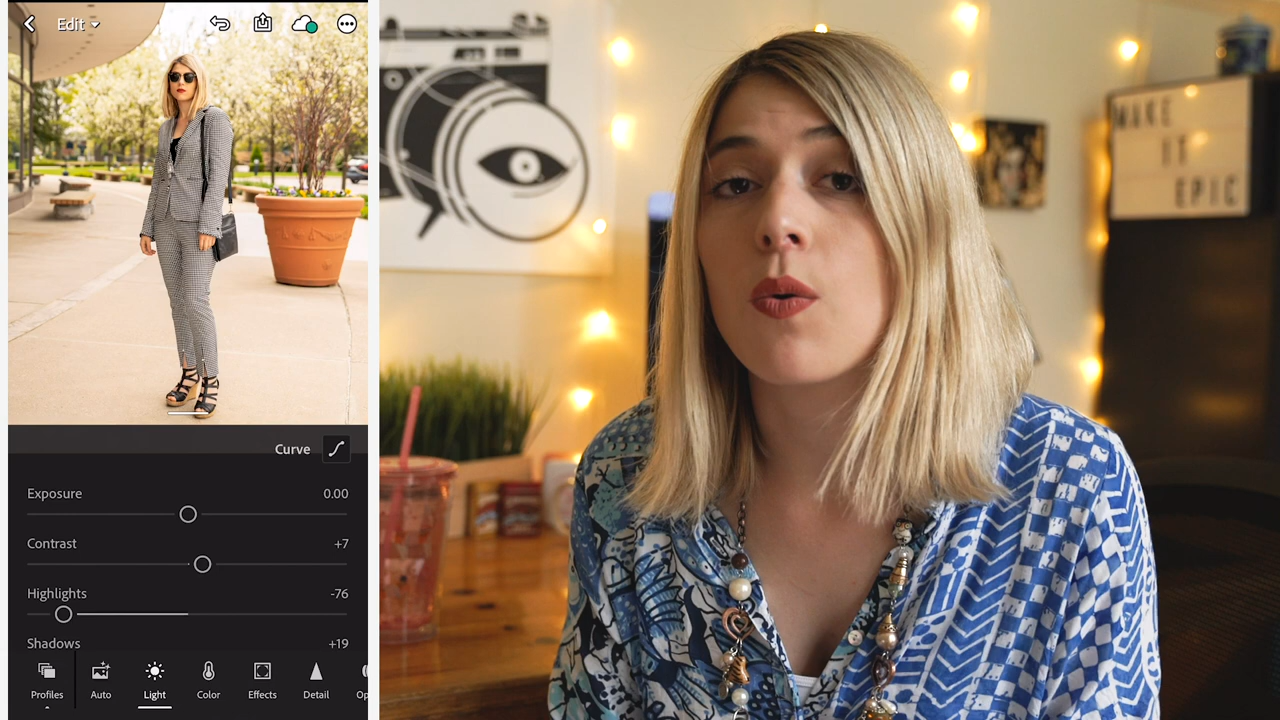 Edit
Curve
Exposure 0.00
Contrast +7
Highlights -76
Shadows +19
Profiles Auto Light Color Effects Detail Op
MAKE
IT
EPIC